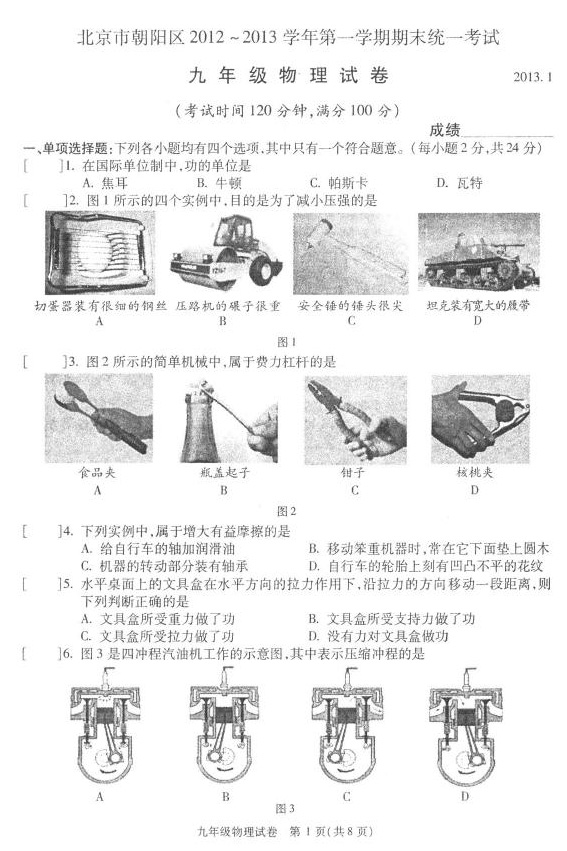 北京市朝阳区 2012～2013 学年第一学期期末统一考试
九年级物理试卷 2013.1
(考试时间 120 分钟,满分 100 分)
成绩
一、单项选择题:下列各小题均有四个选项,其中只有一个符合题意。(每小题 2 分,共 24 分)
[ ]1. 在国际单位制中,功的单位是
A. 焦耳 B. 牛顿 C. 帕斯卡 D. 瓦特
[ ]2. 图 1 所示的四个实例中,目的是为了减小压强的是
切蛋器装有很细的钢丝 压路机的碾子很重 安全锤的锤头很尖 坦克装有宽大的履带
A B C D
图 1
[ ]3. 图 2 所示的简单机械中,属于费力杠杆的是
食品夹 瓶盖起子 钳子 核桃夹
A B C D
图 2
[ ]4. 下列实例中,属于增大有益摩擦的是
A. 给自行车的轴加润滑油 B. 移动笨重机器时,常在它下面垫上圆木
C. 机器的转动部分装有轴承 D. 自行车的轮胎上刻有凹凸不平的花纹
[ ]5. 水平桌面上的文具盒在水平方向的拉力作用下,沿拉力的方向移动一段距离,则
下列判断正确的是
A. 文具盒所受重力做了功 B. 文具盒所受支持力做了功
C. 文具盒所受拉力做了功 D. 没有力对文具盒做功
[ ]6. 图 3 是四冲程汽油机工作的示意图,其中表示压缩冲程的是
A B C D
图 3
九年级物理试卷 第 1 页(共 8 页)